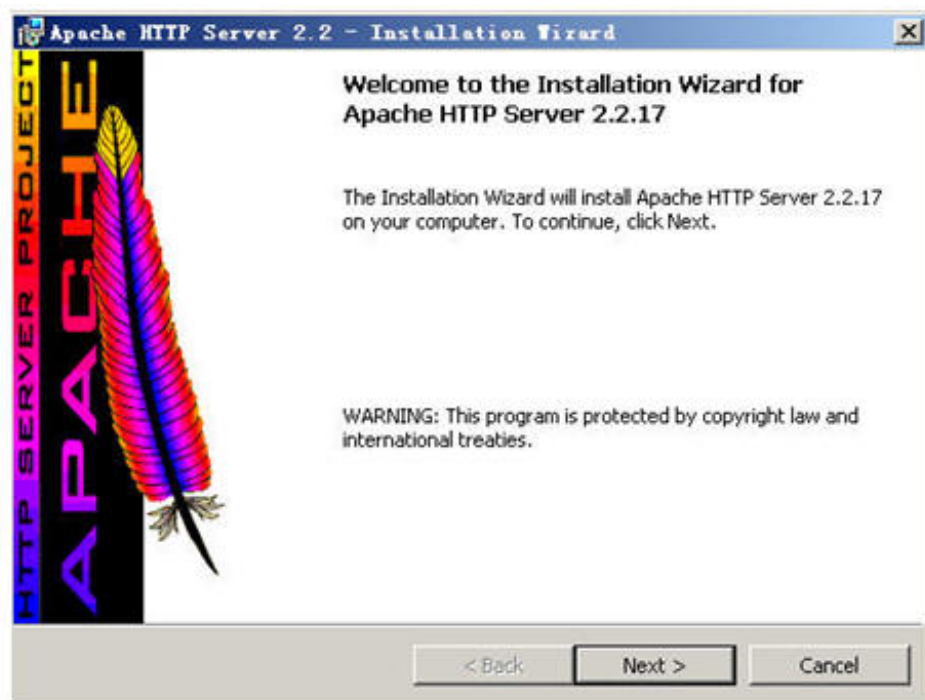 Apache HTTP Server 2.2 - Installation Wizard
HTTP SERVER PROJECT
APACHE
Welcome to the Installation Wizard for
Apache HTTP Server 2.2.17
The Installation Wizard will install Apache HTTP Server 2.2.17
on your computer. To continue, click Next.
WARNING: This program is protected by copyright law and
international treaties.
< Back
Next >
Cancel